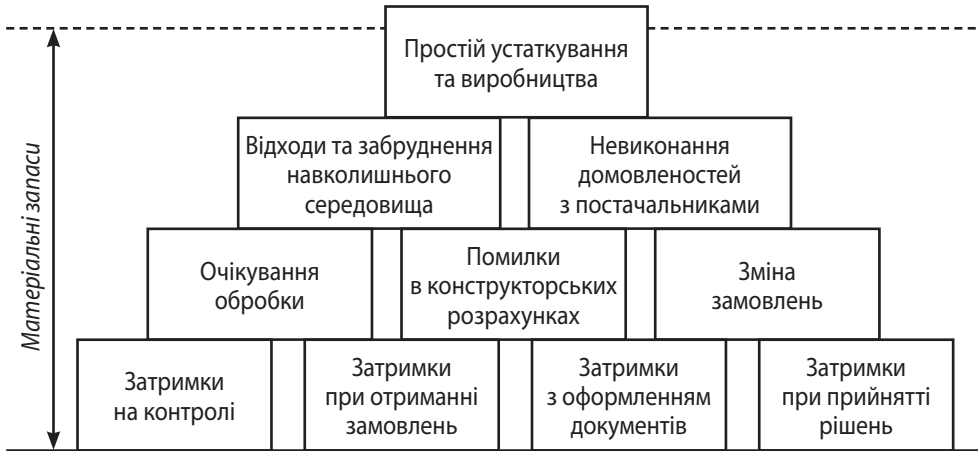 Матеріальні запаси
Простій устаткування
та виробництва
Відходи та забруднення
навколишнього
середовища
Невиконання
домовленостей
з постачальниками
Очікування
обробки
Помилки
в конструкторських
розрахунках
Зміна
замовлень
Затримки
на контролі
Затримки
при отриманні
замовлень
Затримки
з оформленням
документів
Затримки
при прийнятті
рішень